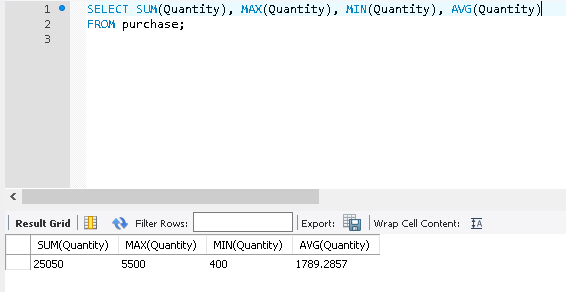 1 SELECT SUM(Quantity), MAX(Quantity), MIN(Quantity), AVG(Quantity)
2 FROM purchase;
3
Result Grid Filter Rows: Export: Wrap Cell Content:
SUM(Quantity) MAX(Quantity) MIN(Quantity) AVG(Quantity)
25050 5500 400 1789.2857